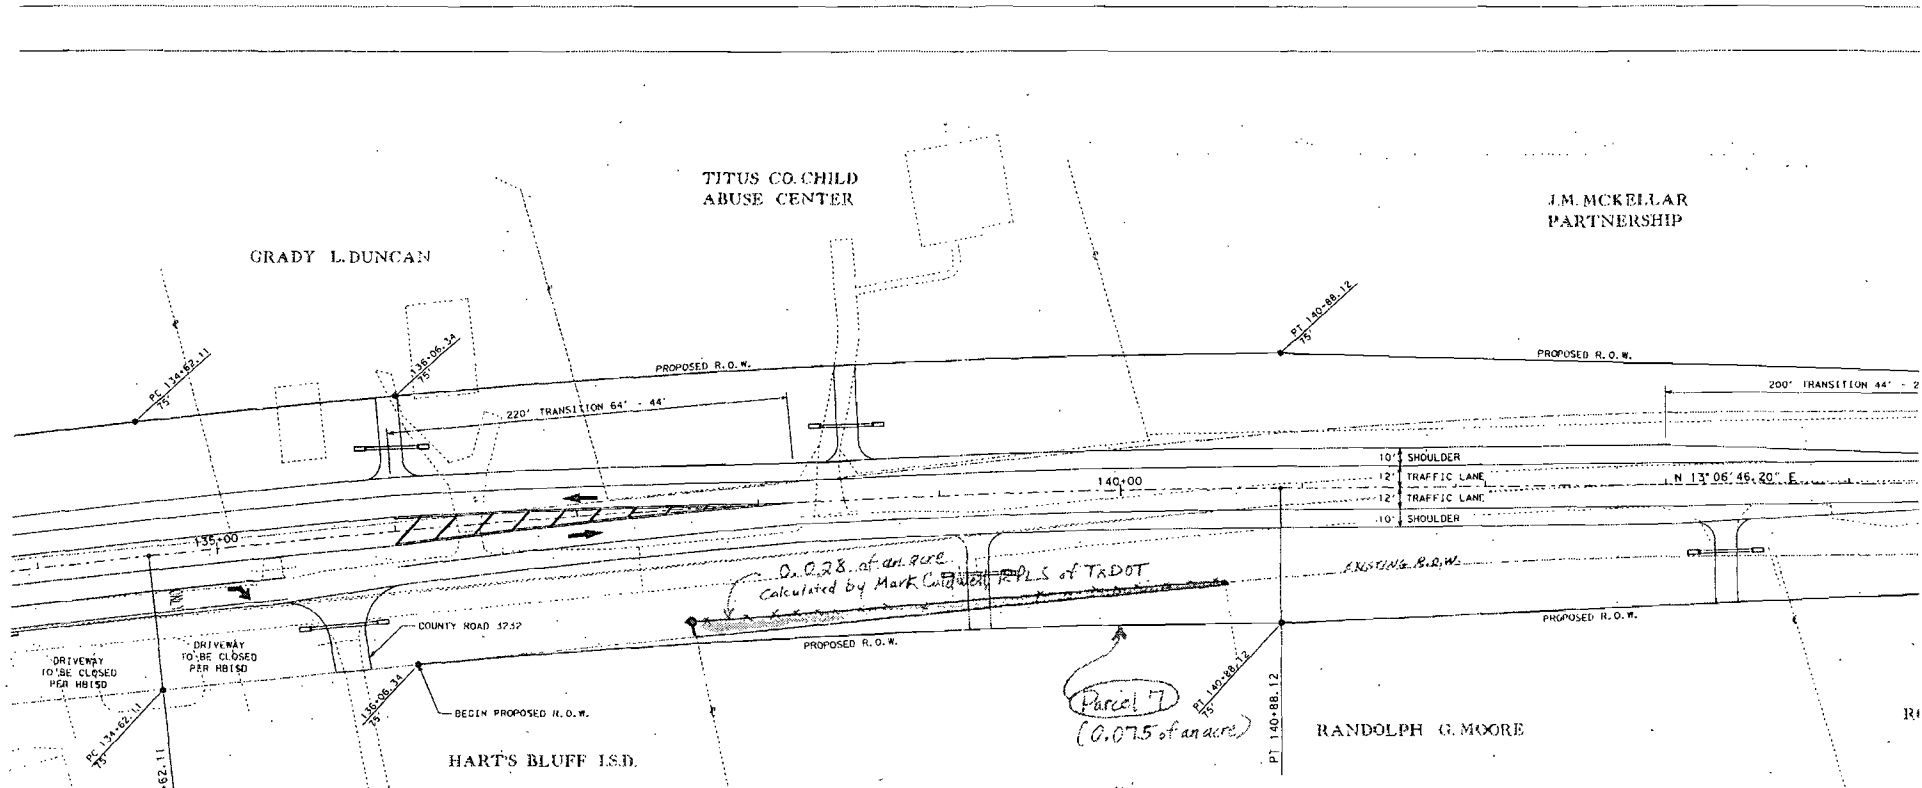 TITUS CO. CHILD
ABUSE CENTER
J.M. MCKELLAR
PARTNERSHIP
GRADY L. DUNCAN
PT 140+88.12
75'
136+06.34
75'
PC 134+62.11
75'
PROPOSED R.O.W.
PROPOSED R.O.W.
220' TRANSITION 64' - 44'
200' TRANSITION 44' - 2
10' SHOULDER
12' TRAFFIC LANE
N 13° 06' 46.20" E
12' TRAFFIC LANE
10' SHOULDER
140+00
135+00
0.028 of an acre
Calculated by Mark RPLS of TxDOT
EXISTING R.O.W.
COUNTY ROAD 3232
DRIVEWAY
TO BE CLOSED
PER HBISD
DRIVEWAY
TO BE CLOSED
PER HBISD
PROPOSED R.O.W.
PROPOSED R.O.W.
136+06.34
75'
BEGIN PROPOSED R.O.W.
PC 134+62.11
75'
+62.11
Parcel 7
(0.075 of an acre)
PT 140+88.12
75'
PT 140+88.12
RANDOLPH G. MOORE
HART'S BLUFF I.S.D.